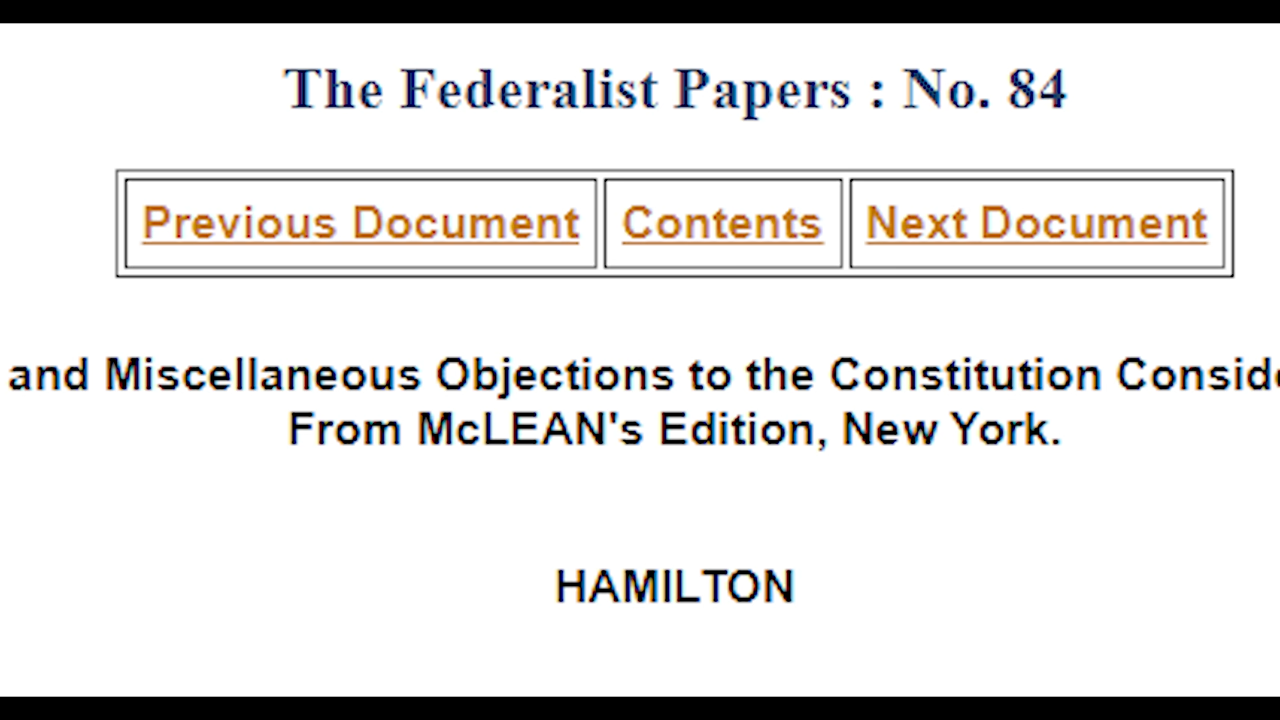 The Federalist Papers : No. 84
Previous Document Contents Next Document
and Miscellaneous Objections to the Constitution Conside
From McLEAN's Edition, New York.
HAMILTON